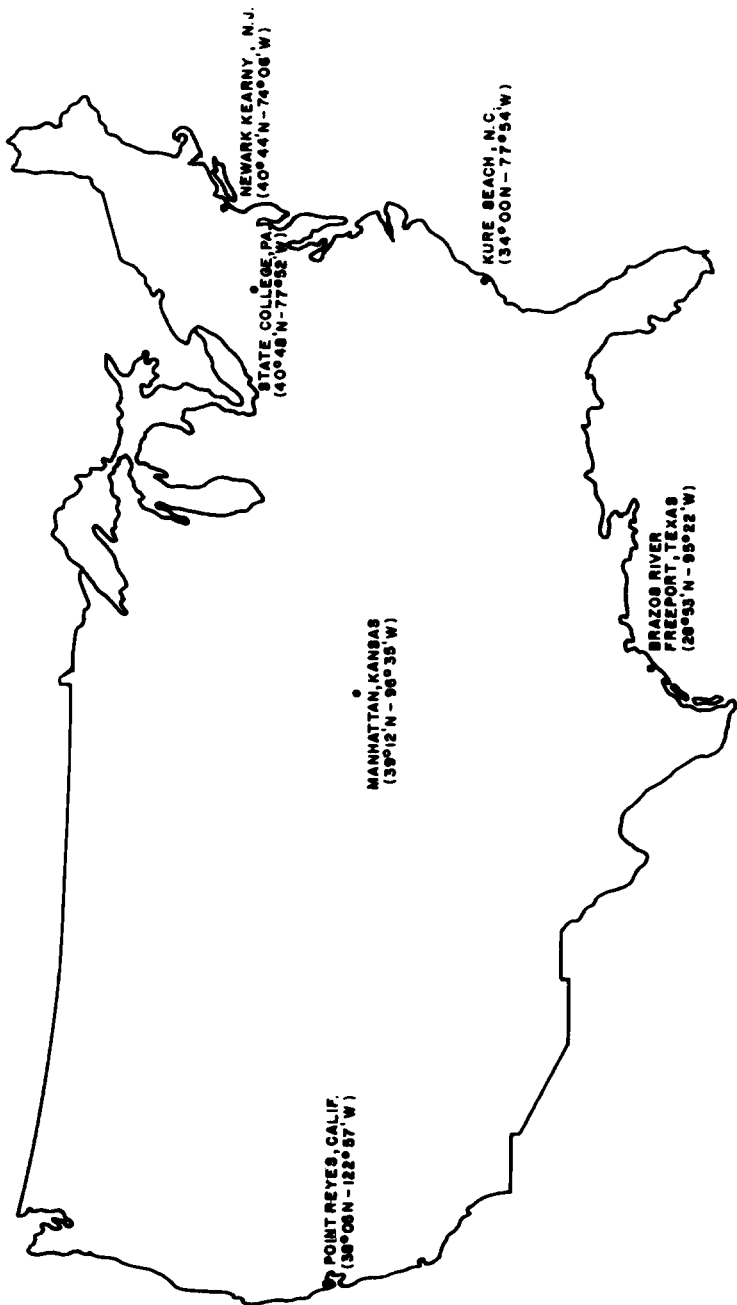 POINT REYES, CALIF.
(38°06'N-122°57'W)
MANHATTAN, KANSAS
(39°12'N-96°35'W)
BRAZOS RIVER
FREEPORT, TEXAS
(28°53'N-95°22'W)
STATE COLLEGE, PA.
(40°48'N-77°52'W)
NEWARK KEARNY, N.J.
(40°44'N-74°06'W)
KURE BEACH, N.C.
(34°00N-77°54'W)